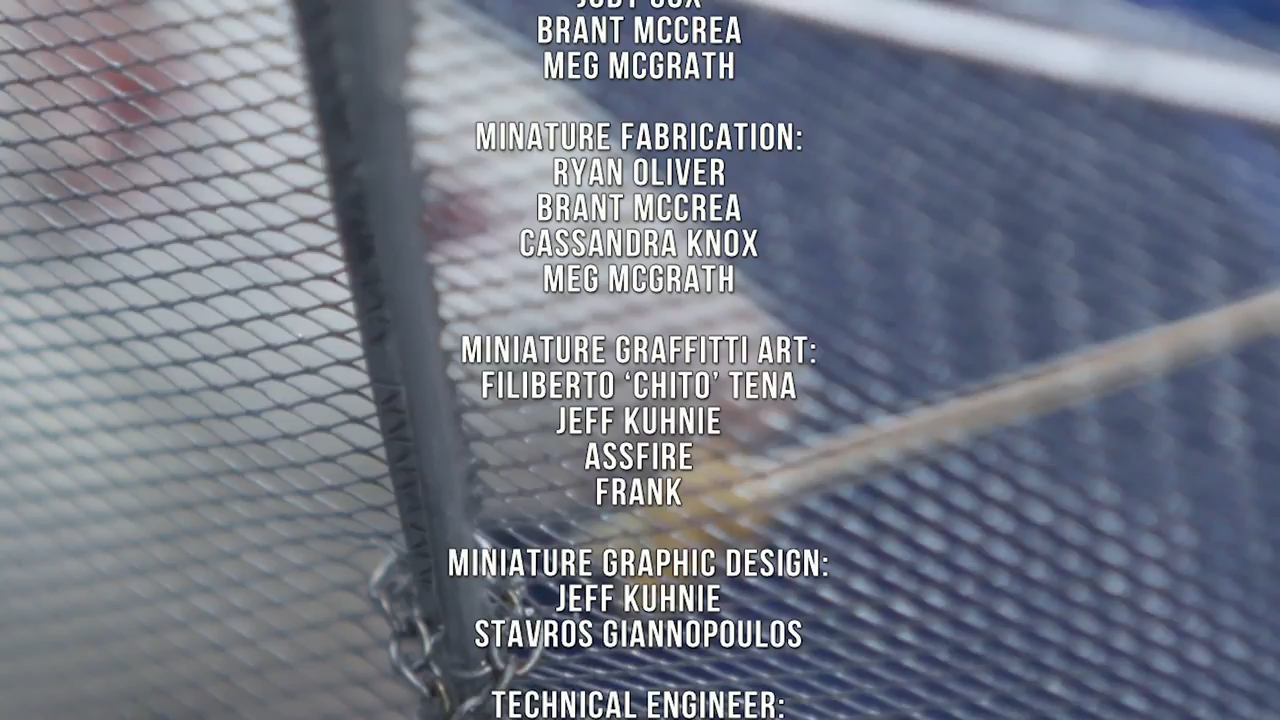 BRANT MCCREA
MEG MCGRATH
MINATURE FABRICATION:
RYAN OLIVER
BRANT MCCREA
CASSANDRA KNOX
MEG MCGRATH
MINIATURE GRAFFITTI ART:
FILIBERTO ‘CHITO’ TENA
JEFF KUHNIE
ASSFIRE
FRANK
MINIATURE GRAPHIC DESIGN:
JEFF KUHNIE
STAVROS GIANNOPOULOS
TECHNICAL ENGINEER: